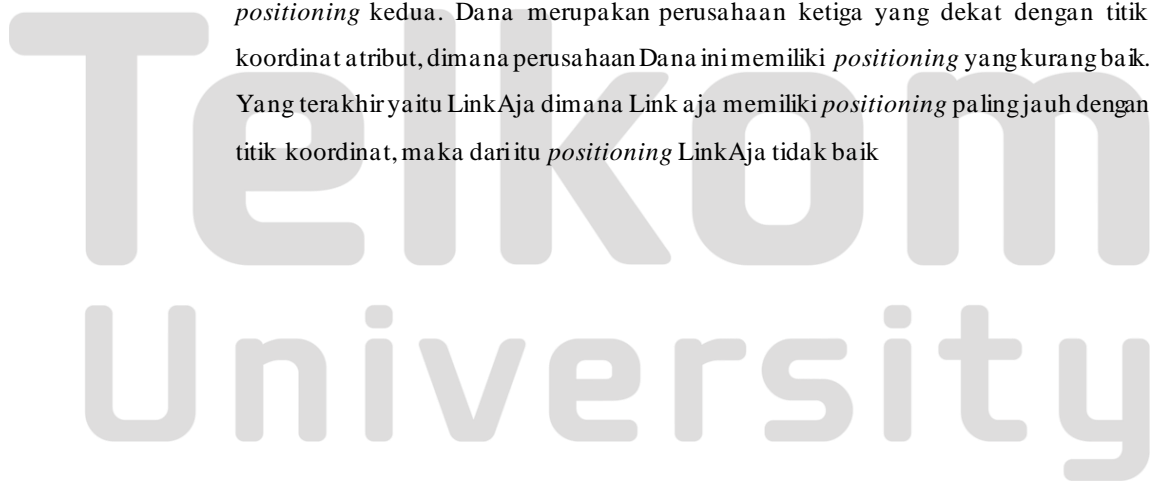 positioning kedua. Dana merupakan perusahaan ketiga yang dekat dengan titik
koordinat atribut, dimana perusahaan Dana ini memiliki positioning yang kurang baik.
Yang terakhir yaitu LinkAja dimana Link aja memiliki positioning paling jauh dengan
titik koordinat, maka dari itu positioning LinkAja tidak baik
Telkom
University